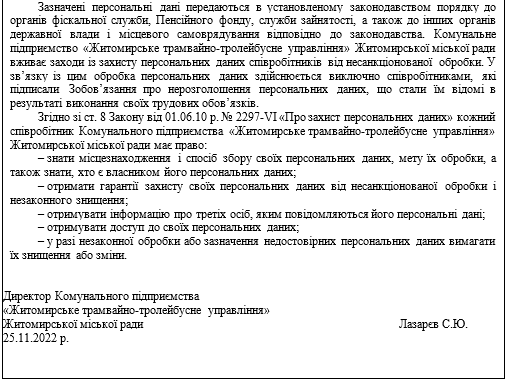 Зазначені персональні дані передаються в установленому законодавством порядку до
органів фіскальної служби, Пенсійного фонду, служби зайнятості, а також до інших органів
державної влади і місцевого самоврядування відповідно до законодавства. Комунальне
підприємство «Житомирське трамвайно-тролейбусне управління» Житомирської міської ради
вживає заходи із захисту персональних даних співробітників від несанкціонованої обробки. У
зв’язку із цим обробка персональних даних здійснюється виключно співробітниками, які
підписали Зобов’язання про нерозголошення персональних даних, що стали їм відомі в
результаті виконання своїх трудових обов’язків.
Згідно зі ст. 8 Закону від 01.06.10 р. № 2297-VI «Про захист персональних даних» кожний
співробітник Комунального підприємства «Житомирське трамвайно-тролейбусне управління»
Житомирської міської ради має право:
– знати місцезнаходження і спосіб збору своїх персональних даних, мету їх обробки, а
також знати, хто є власником його персональних даних;
– отримати гарантії захисту своїх персональних даних від несанкціонованої обробки і
незаконного знищення;
– отримувати інформацію про третіх осіб, яким повідомляються його персональні дані;
– отримувати доступ до своїх персональних даних;
– у разі незаконної обробки або зазначення недостовірних персональних даних вимагати
їх знищення або зміни.
Директор Комунального підприємства
«Житомирське трамвайно-тролейбусне управління»
Житомирської міської ради Лазарєв С.Ю.
25.11.2022 р.